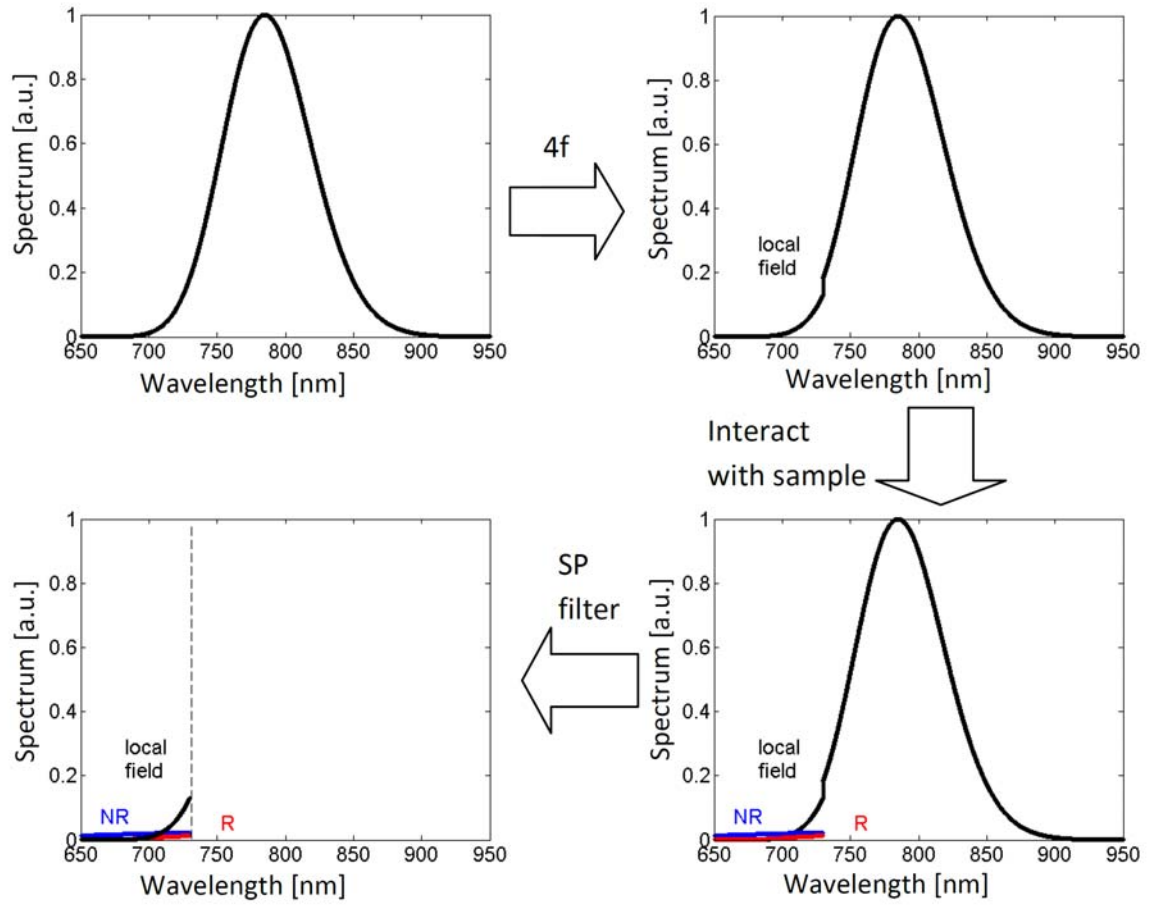 1
0.8
0.6
0.4
0.2
0
Spectrum [a.u.]
650 700 750 800 850 900 950
Wavelength [nm]
4f
1
0.8
0.6
0.4
0.2
0
Spectrum [a.u.]
local
field
650 700 750 800 850 900 950
Wavelength [nm]
Interact
with sample
1
0.8
0.6
0.4
0.2
0
Spectrum [a.u.]
local
field
NR
R
650 700 750 800 850 900 950
Wavelength [nm]
SP
filter
1
0.8
0.6
0.4
0.2
0
Spectrum [a.u.]
local
field
NR
R
650 700 750 800 850 900 950
Wavelength [nm]